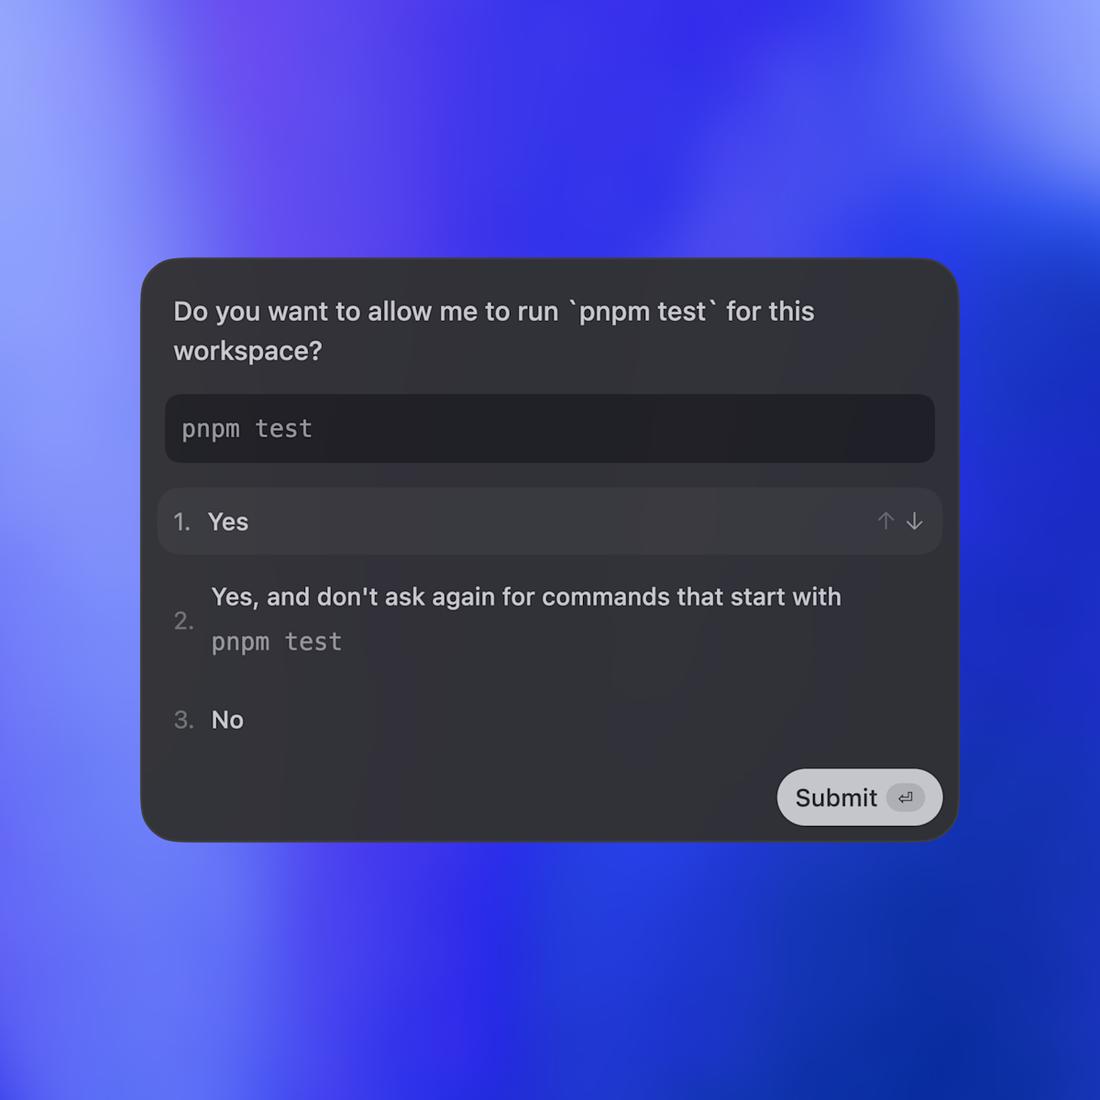 Do you want to allow me to run `pnpm test` for this
workspace?
pnpm test
1. Yes
2. Yes, and don't ask again for commands that start with
pnpm test
3. No
Submit